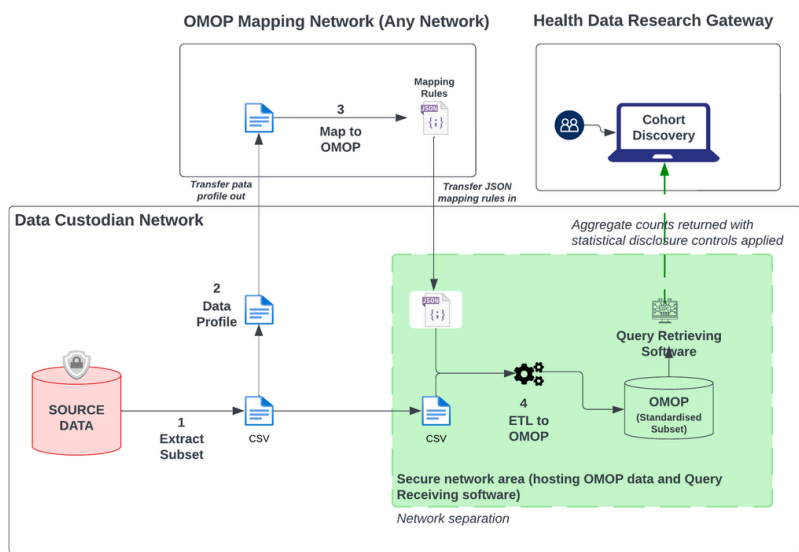 OMOP Mapping Network (Any Network)
Health Data Research Gateway
Mapping
Rules
JSON
{;}
3
Map to
OMOP
Cohort
Discovery
Transfer pata
profile out
Transfer JSON
mapping rules in
Data Custodian Network
Aggregate counts returned with
statistical disclosure controls applied
2
Data
Profile
JSON
{;}
Query Retrieving
Software
SOURCE
DATA
1
Extract
Subset
CSV
CSV
4
ETL to
OMOP
OMOP
(Standardised
Subset)
Secure network area (hosting OMOP data and Query
Receiving software)
Network separation